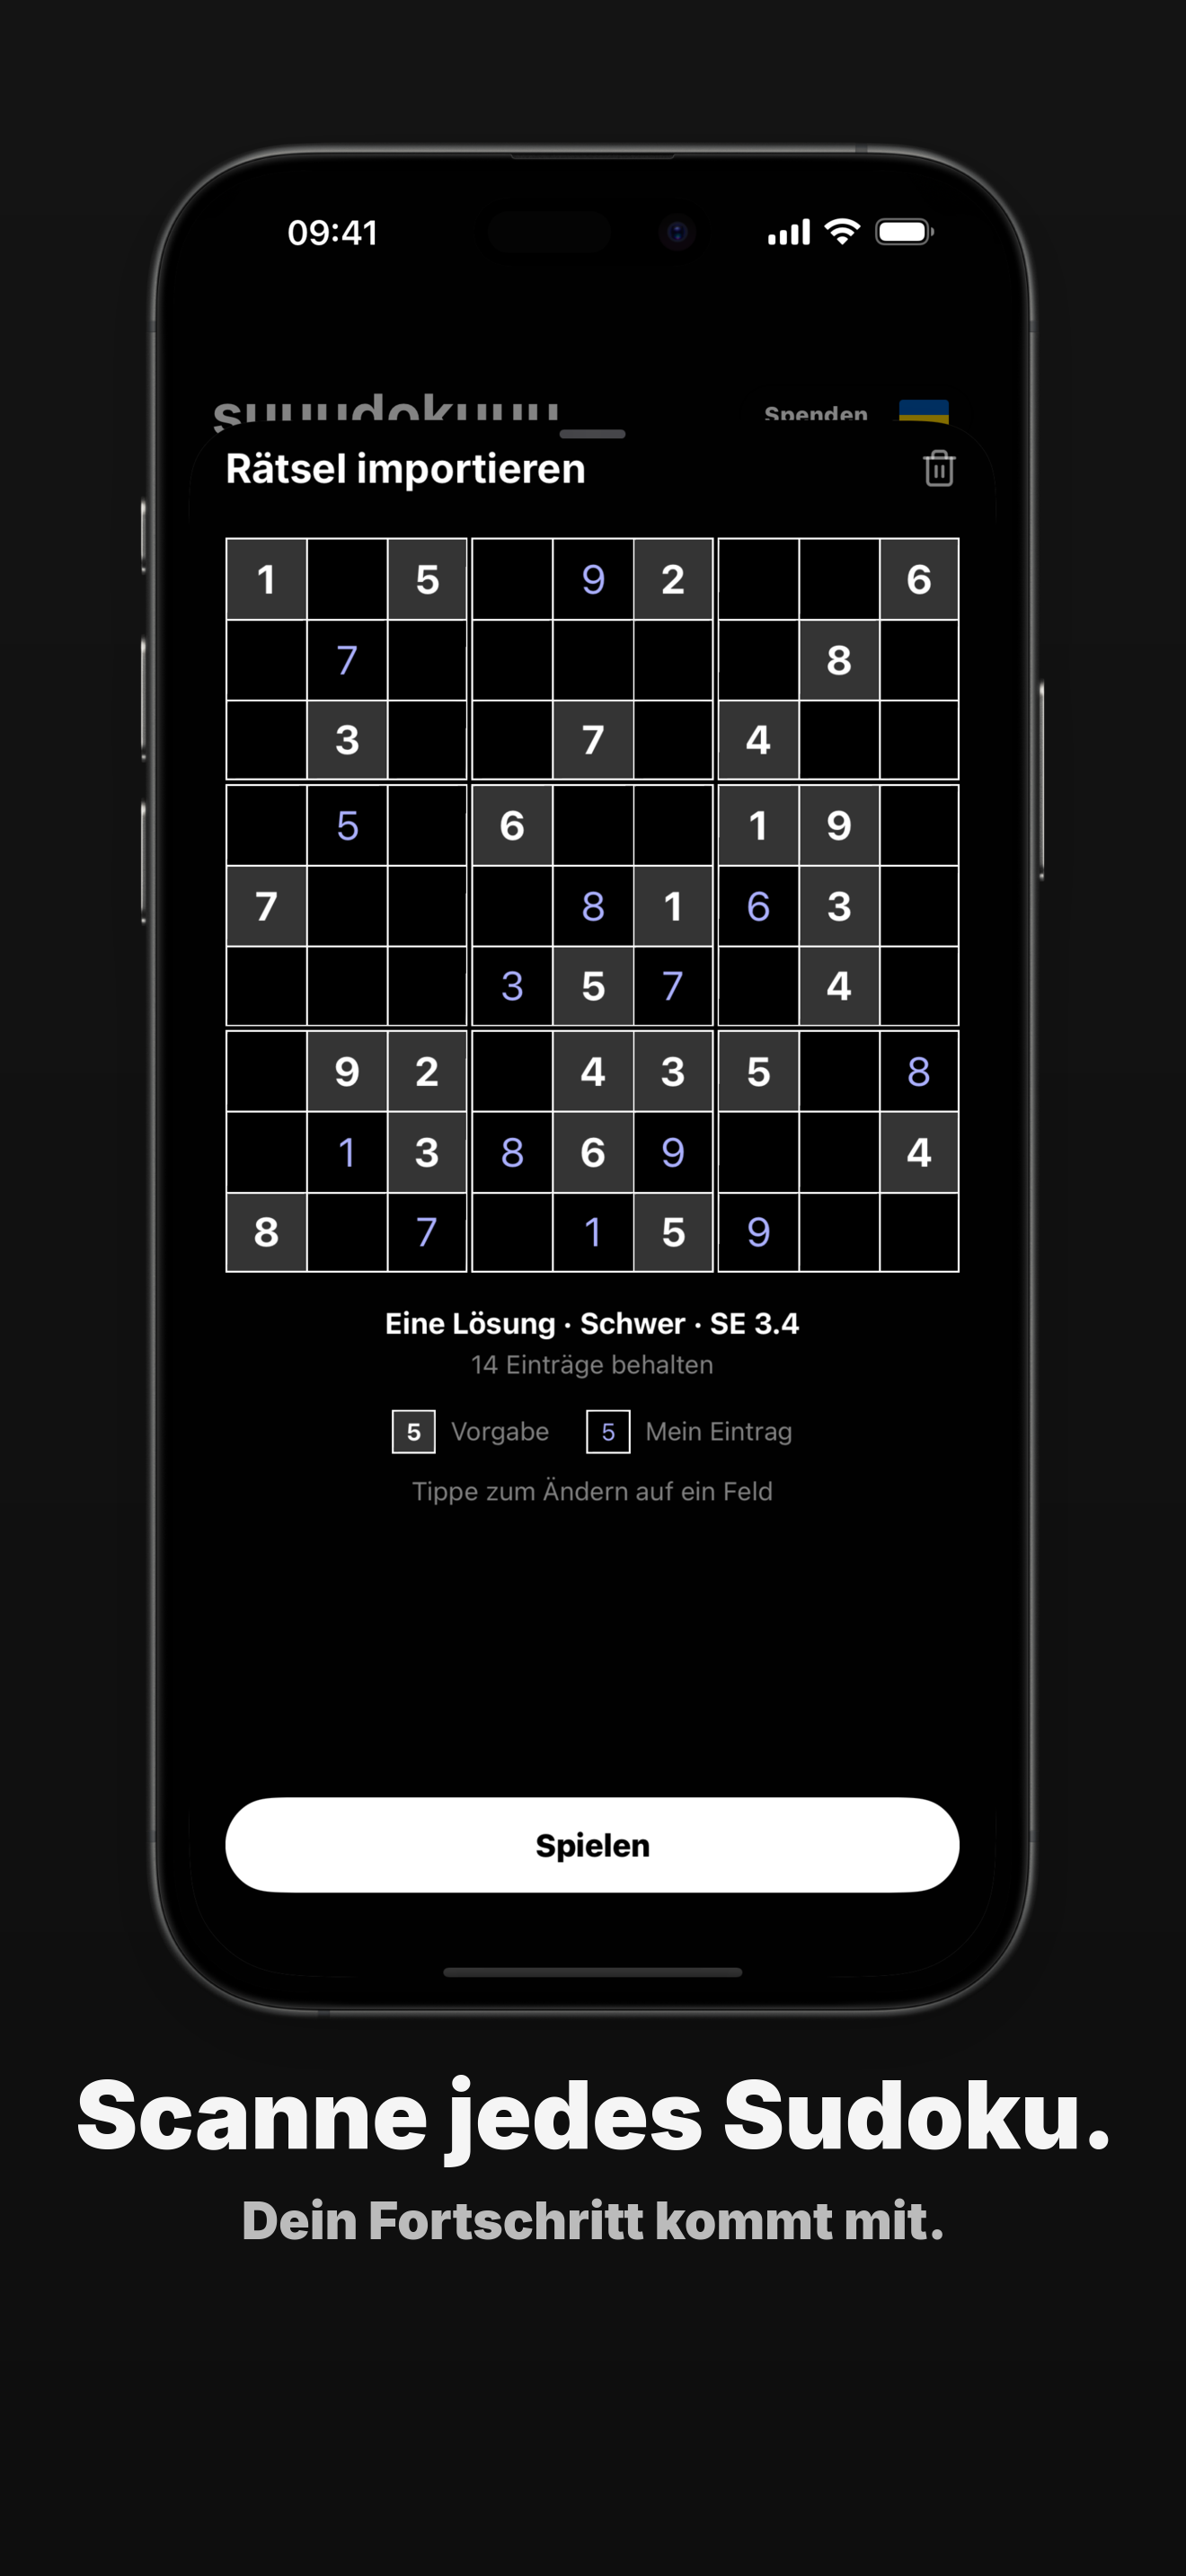 09:41
suuudokuuu
Spenden
Rätsel importieren
1 5 9 2 6
7 8
3 7 4
5 6 1 9
7 8 1 6 3
3 5 7 4
9 2 4 3 5 8
1 3 8 6 9 4
8 7 1 5 9
Eine Lösung · Schwer · SE 3.4
14 Einträge behalten
5 Vorgabe 5 Mein Eintrag
Tippe zum Ändern auf ein Feld
Spielen
Scanne jedes Sudoku.
Dein Fortschritt kommt mit.